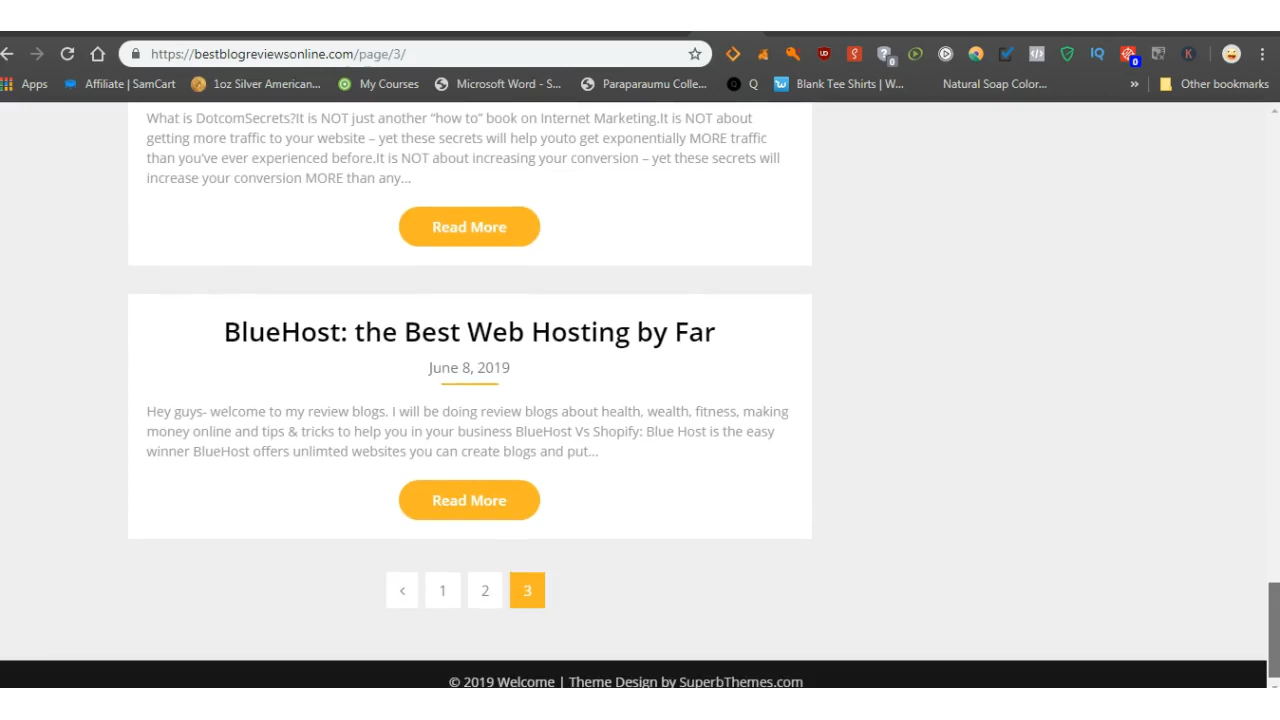 https://bestblogreviewsonline.com/page/3/
Apps Affiliate | SamCart 1oz Silver American... My Courses Microsoft Word - S... Paraparaumu Colle... Q Blank Tee Shirts | W... Natural Soap Color... » Other bookmarks
What is DotcomSecrets?It is NOT just another “how to” book on Internet Marketing.It is NOT about
getting more traffic to your website – yet these secrets will help youto get exponentially MORE traffic
than you’ve ever experienced before.It is NOT about increasing your conversion – yet these secrets will
increase your conversion MORE than any...
Read More
BlueHost: the Best Web Hosting by Far
June 8, 2019
Hey guys- welcome to my review blogs. I will be doing review blogs about health, wealth, fitness, making
money online and tips & tricks to help you in your business BlueHost Vs Shopify: Blue Host is the easy
winner BlueHost offers unlimted websites you can create blogs and put...
Read More
‹ 1 2 3
© 2019 Welcome | Theme Design by SuperbThemes.com